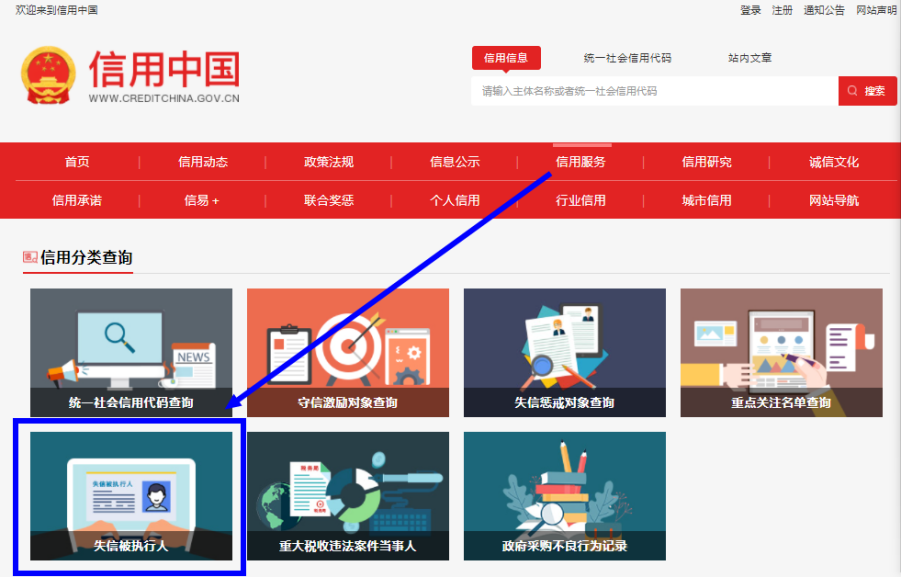 欢迎来到信用中国
登录 注册 通知公告 网站声明
信用中国
WWW.CREDITCHINA.GOV.CN
信用信息 统一社会信用代码 站内文章
请输入主体名称或者统一社会信用代码 搜索
首页 信用动态 政策法规 信息公示 信用服务 信用研究 诚信文化
信用承诺 信易+ 联合奖惩 个人信用 行业信用 城市信用 网站导航
信用分类查询
NEWS
统一社会信用代码查询 守信激励对象查询 失信惩戒对象查询 重点关注名单查询
失信被执行人
失信被执行人 重大税收违法案件当事人 政府采购不良行为记录